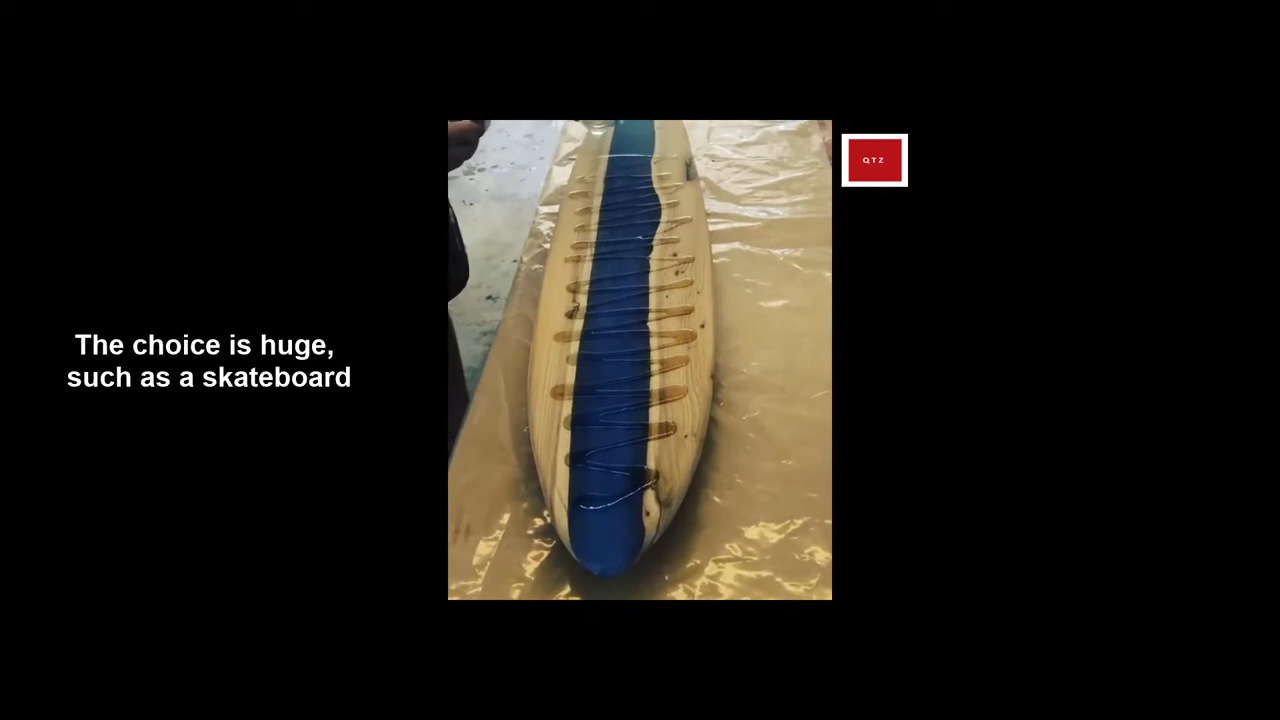 The choice is huge,
such as a skateboard
QTZ